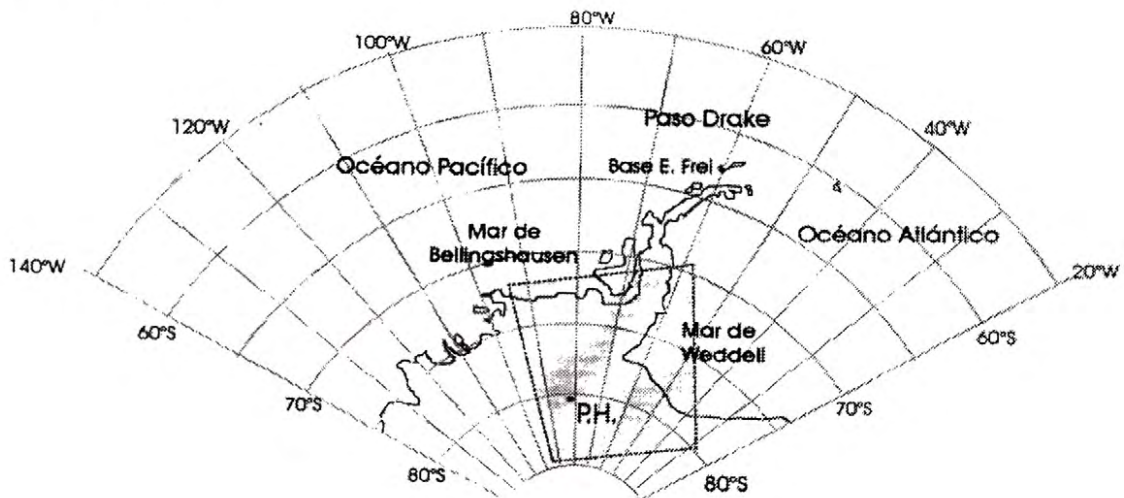 80°W
100°W
60°W
120°W
40°W
Paso Drake
Océano Pacífico
Base E. Frei
Mar de
Bellingshausen
Océano Atlántico
140°W
20°W
60°S
60°S
Mar de
Weddell
70°S
70°S
P.H.
80°S
80°S